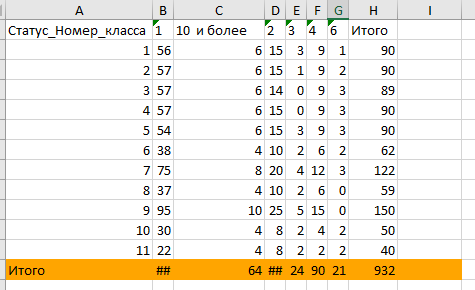 A B C D E F G H I
Статус_Номер_класса 1 10 и более 2 3 4 6 Итого
1 56 6 15 3 9 1 90
2 57 6 15 1 9 2 90
3 57 6 14 0 9 3 89
4 57 6 15 0 9 3 90
5 54 6 15 3 9 3 90
6 38 4 10 2 6 2 62
7 75 8 20 4 12 3 122
8 37 4 10 2 6 0 59
9 95 10 25 5 15 0 150
10 30 4 8 2 4 2 50
11 22 4 8 2 2 2 40
Итого ## 64 ## 24 90 21 932